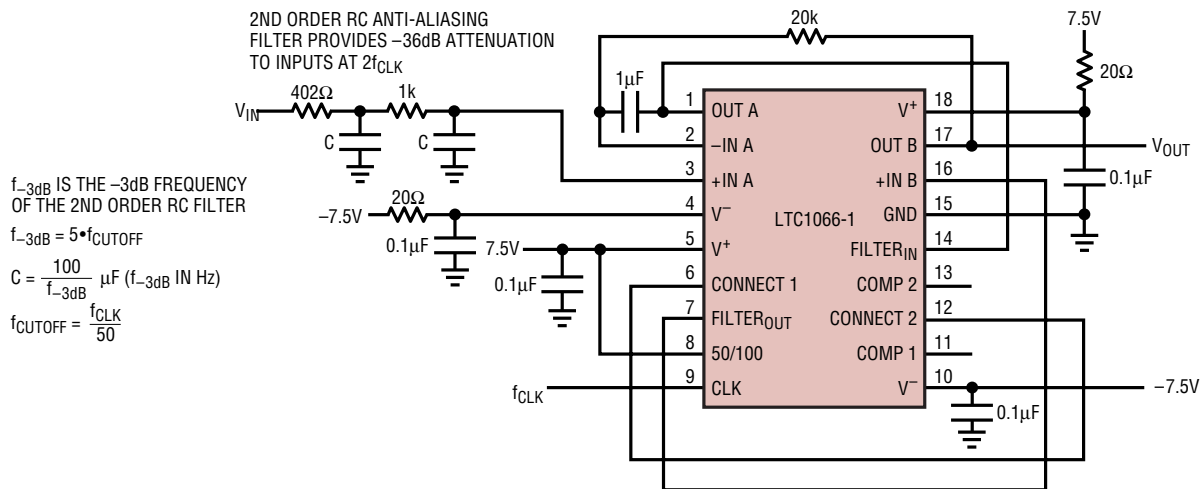 2ND ORDER RC ANTI-ALIASING
FILTER PROVIDES –36dB ATTENUATION
TO INPUTS AT 2fCLK
20k
7.5V
20Ω
VIN
402Ω
1k
C
C
1µF
1
OUT A
2
–IN A
3
+IN A
4
V–
5
V+
6
CONNECT 1
7
FILTEROUT
8
50/100
9
CLK
LTC1066-1
V+
18
OUT B
17
+IN B
16
GND
15
FILTERIN
14
COMP 2
13
CONNECT 2
12
COMP 1
11
V–
10
VOUT
0.1µF
–7.5V
0.1µF
f–3dB IS THE –3dB FREQUENCY
OF THE 2ND ORDER RC FILTER
f–3dB = 5•fCUTOFF
C = 100/f–3dB µF (f–3dB IN Hz)
fCUTOFF = fCLK/50
–7.5V
20Ω
0.1µF
7.5V
0.1µF
fCLK